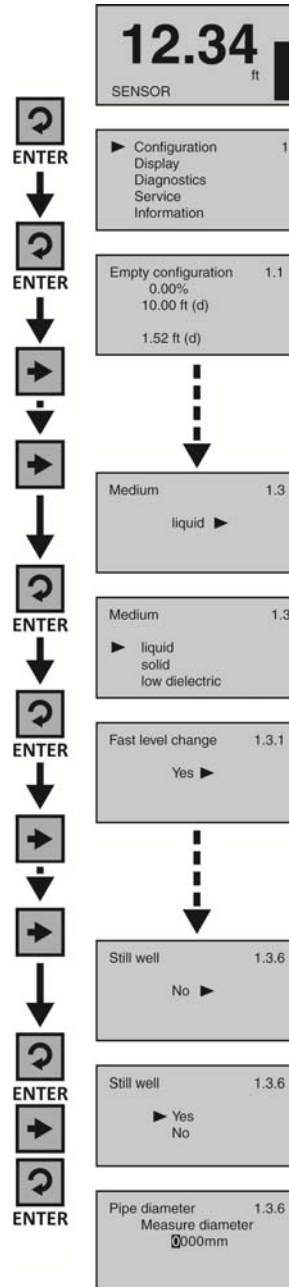 12.34
ft
SENSOR
ENTER
Configuration 1
Display
Diagnostics
Service
Information
ENTER
Empty configuration 1.1
0.00%
10.00 ft (d)
1.52 ft (d)
Medium 1.3
liquid
ENTER
Medium 1.3
liquid
solid
low dielectric
ENTER
Fast level change 1.3.1
Yes
Still well 1.3.6
No
ENTER
Still well 1.3.6
Yes
No
ENTER
Pipe diameter 1.3.6
Measure diameter
0000mm